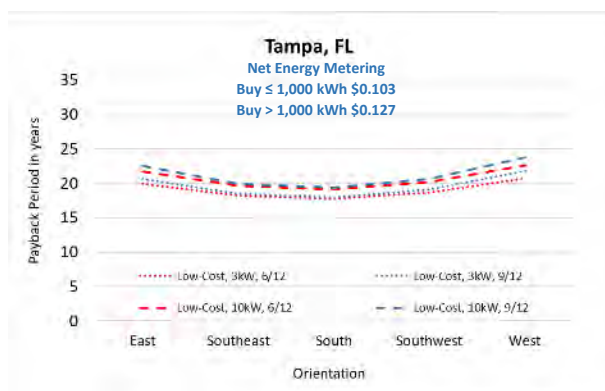 Tampa, FL
Net Energy Metering
Buy ≤ 1,000 kWh $0.103
Buy > 1,000 kWh $0.127
Payback Period in years
35
30
25
20
15
10
5
0
Low-Cost, 3kW, 6/12
Low-Cost, 3kW, 9/12
Low-Cost, 10kW, 6/12
Low-Cost, 10kW, 9/12
East
Southeast
South
Southwest
West
Orientation